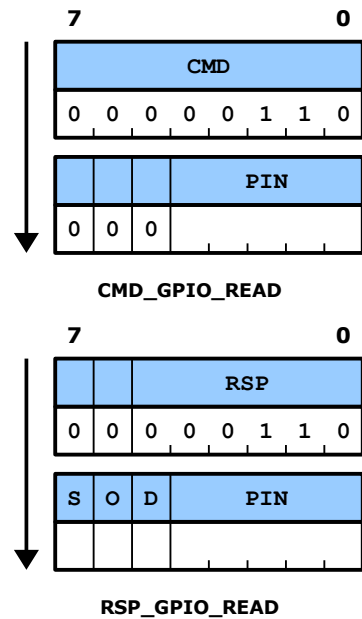 7 0
CMD
0 0 0 0 0 1 1 0
PIN
0 0 0
CMD_GPIO_READ
7 0
RSP
0 0 0 0 0 1 1 0
S O D PIN
RSP_GPIO_READ